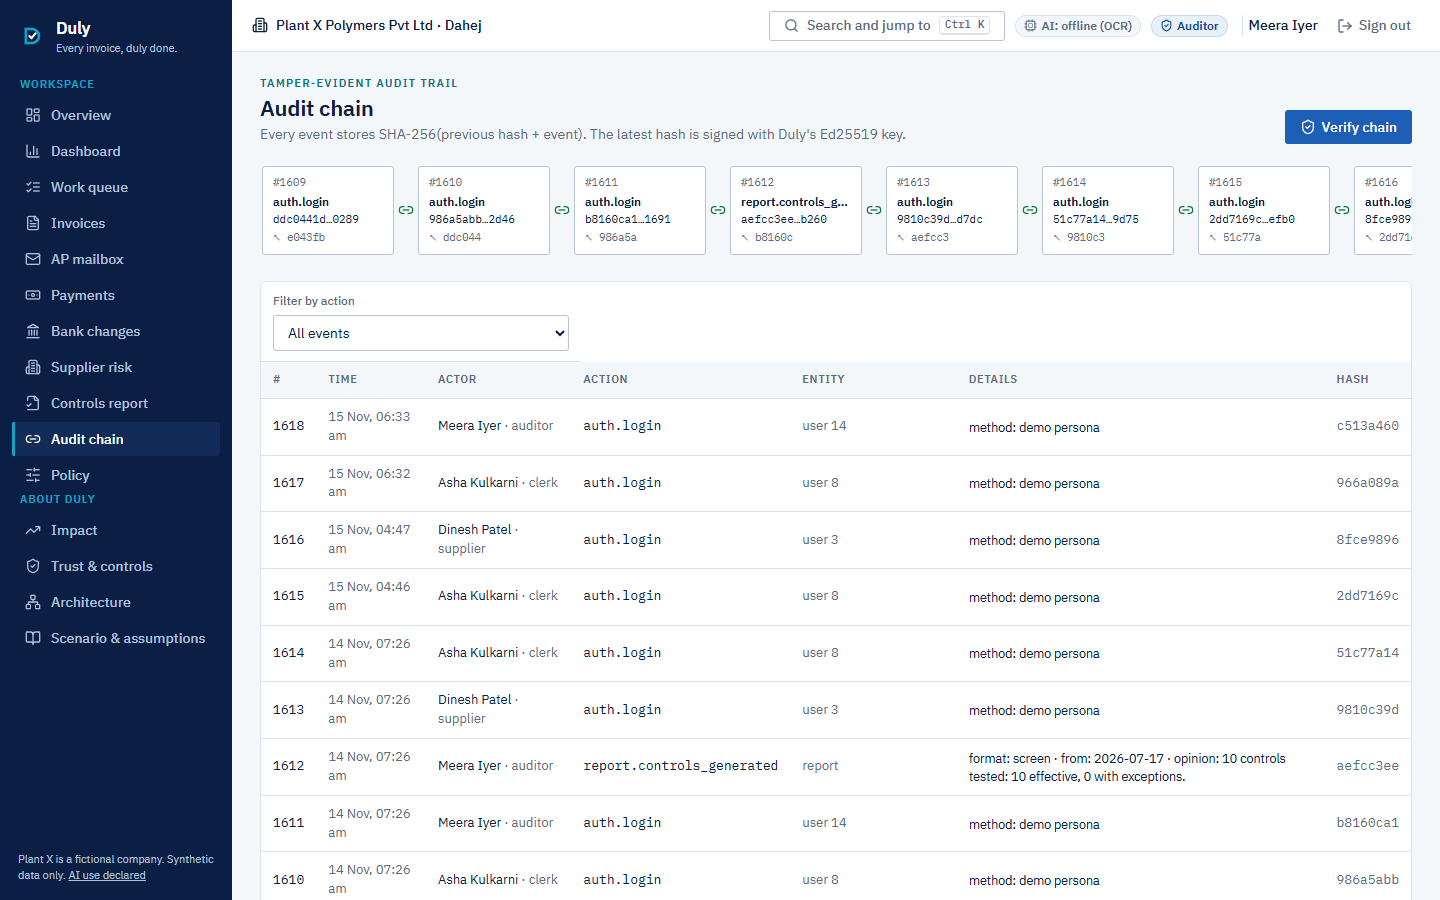 Duly
Every invoice, duly done.
WORKSPACE
Overview
Dashboard
Work queue
Invoices
AP mailbox
Payments
Bank changes
Supplier risk
Controls report
Audit chain
Policy
ABOUT DULY
Impact
Trust & controls
Architecture
Scenario & assumptions
Plant X is a fictional company. Synthetic
data only. AI use declared
Plant X Polymers Pvt Ltd · Dahej
Search and jump to Ctrl K
AI: offline (OCR)
Auditor
Meera Iyer
Sign out
TAMPER-EVIDENT AUDIT TRAIL
Audit chain
Every event stores SHA-256(previous hash + event). The latest hash is signed with Duly's Ed25519 key.
Verify chain
#1609
auth.login
ddc0441d…0289
↖ e043fb
#1610
auth.login
986a5abb…2d46
↖ ddc044
#1611
auth.login
b8160ca1…1691
↖ 986a5a
#1612
report.controls_g…
aefcc3ee…b260
↖ b8160c
#1613
auth.login
9810c39d…d7dc
↖ aefcc3
#1614
auth.login
51c77a14…9d75
↖ 9810c3
#1615
auth.login
2dd7169c…efb0
↖ 51c77a
#1616
auth.log
8fce989
↖ 2dd71
Filter by action
All events
# TIME ACTOR ACTION ENTITY DETAILS HASH
1618 15 Nov, 06:33 am Meera Iyer · auditor auth.login user 14 method: demo persona c513a460
1617 15 Nov, 06:32 am Asha Kulkarni · clerk auth.login user 8 method: demo persona 966a089a
1616 15 Nov, 04:47 am Dinesh Patel · supplier auth.login user 3 method: demo persona 8fce9896
1615 15 Nov, 04:46 am Asha Kulkarni · clerk auth.login user 8 method: demo persona 2dd7169c
1614 14 Nov, 07:26 am Asha Kulkarni · clerk auth.login user 8 method: demo persona 51c77a14
1613 14 Nov, 07:26 am Dinesh Patel · supplier auth.login user 3 method: demo persona 9810c39d
1612 14 Nov, 07:26 am Meera Iyer · auditor report.controls_generated report format: screen · from: 2026-07-17 · opinion: 10 controls tested: 10 effective, 0 with exceptions. aefcc3ee
1611 14 Nov, 07:26 am Meera Iyer · auditor auth.login user 14 method: demo persona b8160ca1
1610 14 Nov, 07:26 am Asha Kulkarni · clerk auth.login user 8 method: demo persona 986a5abb